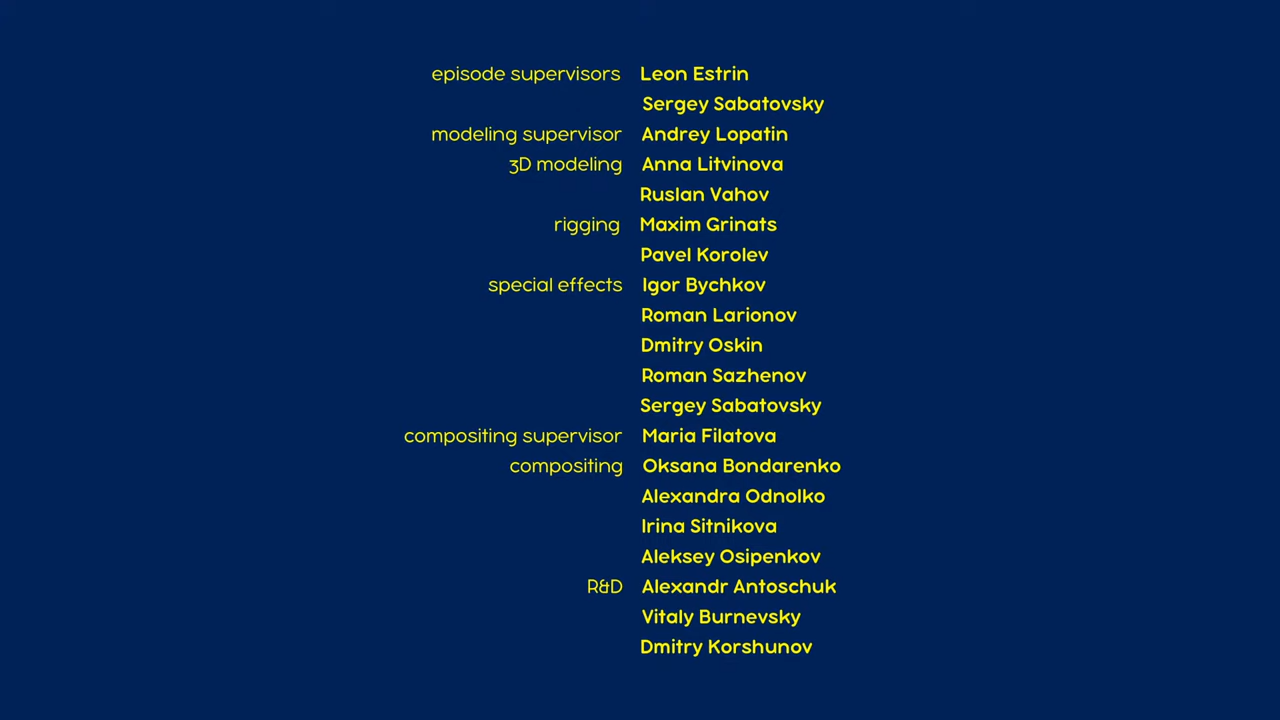 episode supervisors Leon Estrin
Sergey Sabatovsky
modeling supervisor Andrey Lopatin
3D modeling Anna Litvinova
Ruslan Vahov
rigging Maxim Grinats
Pavel Korolev
special effects Igor Bychkov
Roman Larionov
Dmitry Oskin
Roman Sazhenov
Sergey Sabatovsky
compositing supervisor Maria Filatova
compositing Oksana Bondarenko
Alexandra Odnolko
Irina Sitnikova
Aleksey Osipenkov
R&D Alexandr Antoschuk
Vitaly Burnevsky
Dmitry Korshunov